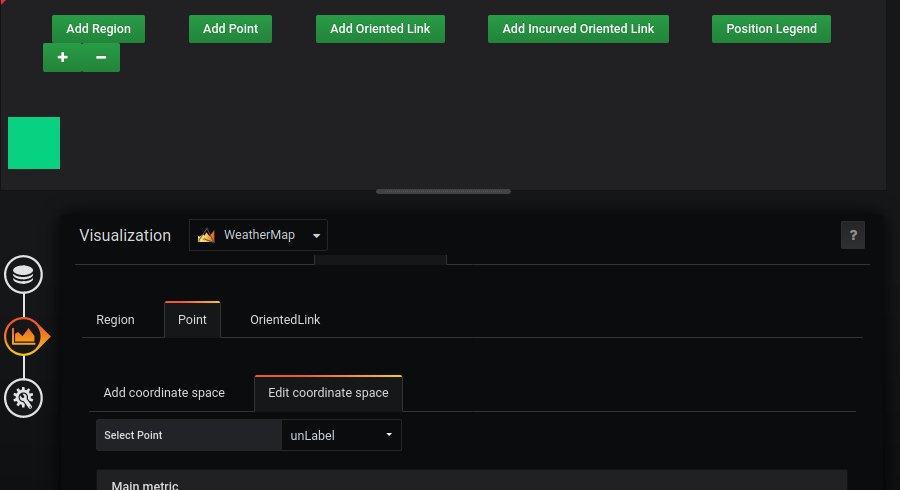 Add Region Add Point Add Oriented Link Add Incurved Oriented Link Position Legend
+ −
Visualization WeatherMap ?
Region Point OrientedLink
Add coordinate space Edit coordinate space
Select Point unLabel
Main metric